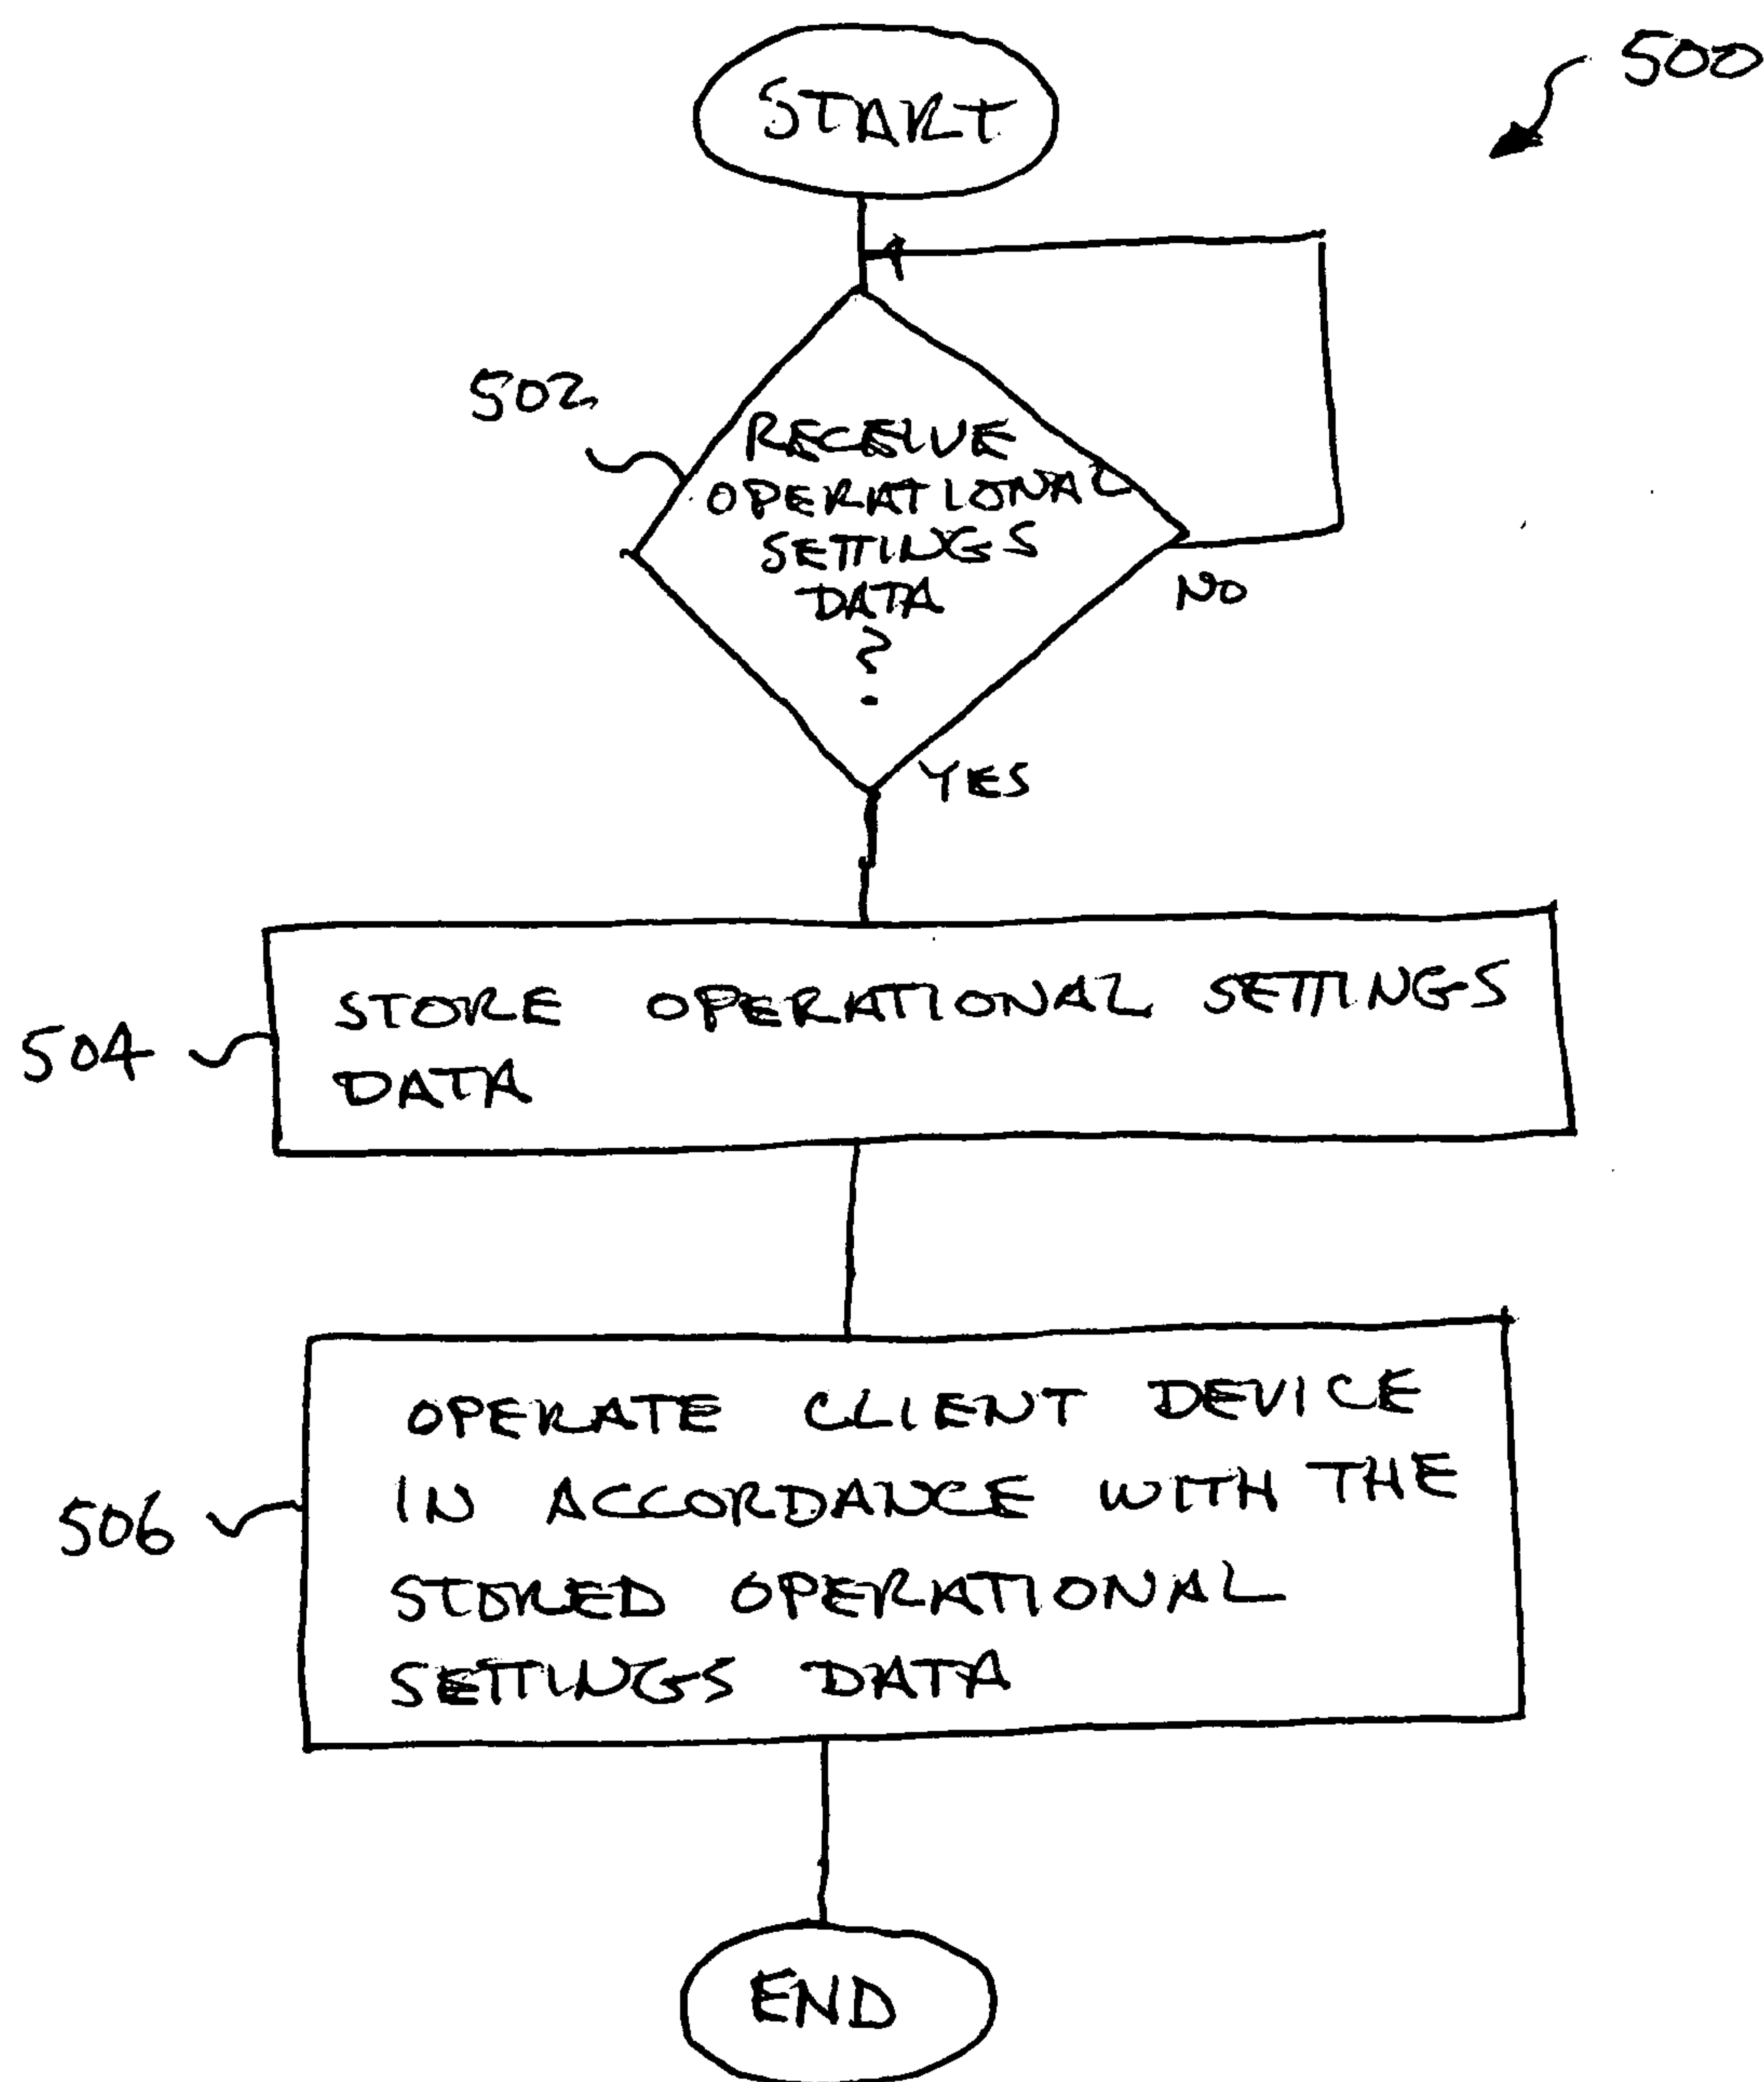 START
500
502
RECEIVE
OPERATIONAL
SETTINGS
DATA
?
NO
YES
STORE OPERATIONAL SETTINGS
DATA
504
OPERATE CLIENT DEVICE
IN ACCORDANCE WITH THE
STORED OPERATIONAL
SETTINGS DATA
506
END